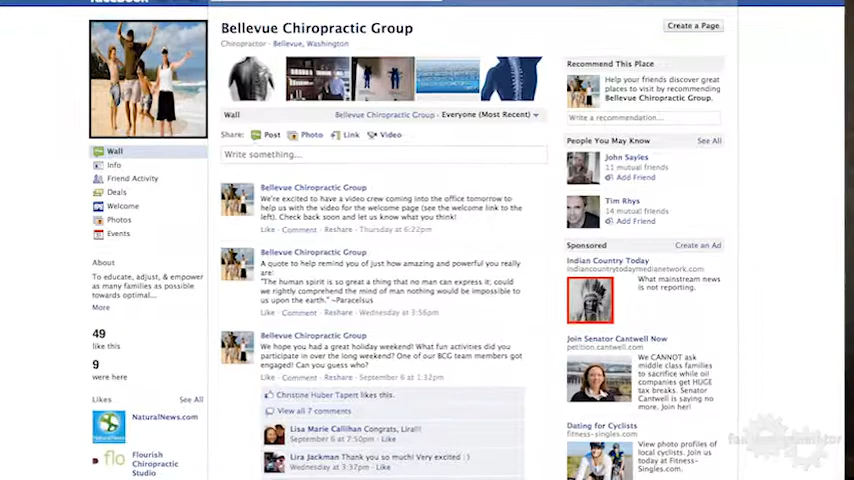 facebook
Bellevue Chiropractic Group
Chiropractor · Bellevue, Washington
Create a Page
Wall
Bellevue Chiropractic Group · Everyone (Most Recent)
Share: Post Photo Link Video
Write something...
Wall
Info
Friend Activity
Deals
Welcome
Photos
Events
About
To educate, adjust, & empower
as many families as possible
towards optimal...
More
49
like this
9
were here
Likes See All
NaturalNews.com
flo
Flourish
Chiropractic
Studio
Bellevue Chiropractic Group
We're excited to have a video crew coming into the office tomorrow to
help us with the video for the welcome page (see the welcome link to the
left). Check back soon and let us know what you think!
Like · Comment · Reshare · Thursday at 6:22pm
Bellevue Chiropractic Group
A quote to help remind you of just how amazing and powerful you really
are:
"The human spirit is so great a thing that no man can express it; could
we rightly comprehend the mind of man nothing would be impossible to
us upon the earth." ~Paracelsus
Like · Comment · Reshare · Wednesday at 3:56pm
Bellevue Chiropractic Group
We hope you had a great holiday weekend! What fun activities did you
participate in over the long weekend? One of our BCG team members got
engaged! Can you guess who?
Like · Comment · Reshare · September 6 at 1:32pm
Christine Huber Tapert likes this.
View all 7 comments
Lisa Marie Callihan Congrats, Lira!!
September 6 at 7:50pm · Like
Lira Jackman Thank you so much! Very excited :)
Wednesday at 3:37pm · Like
Recommend This Place
Help your friends discover great
places to visit by recommending
Bellevue Chiropractic Group.
Write a recommendation...
People You May Know See All
John Sayles
11 mutual friends
Add Friend
Tim Rhys
14 mutual friends
Add Friend
Sponsored Create an Ad
Indian Country Today
indiancountrytodaymedianetwork.com
What mainstream news
is not reporting.
Join Senator Cantwell Now
petition.cantwell.com
We CANNOT ask
middle class families
to sacrifice while oil
companies get HUGE
tax breaks. Senator
Cantwell is saying no
more. Join her!
Dating for Cyclists
fitness-singles.com
View photo profiles of
local cyclists. Join us
today at Fitness-
Singles.com.